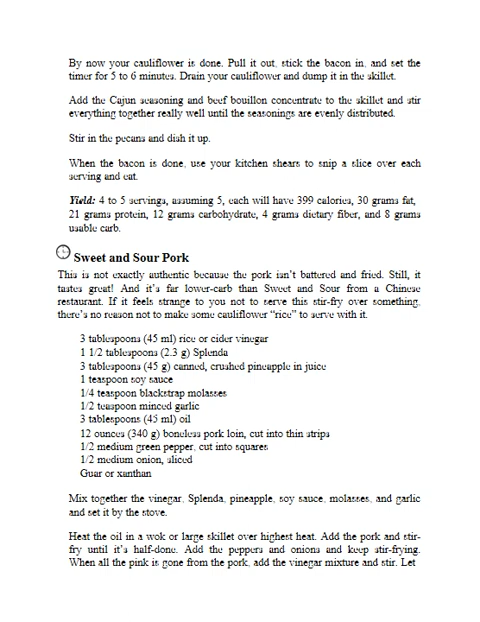 By now your cauliflower is done. Pull it out, stick the bacon in, and set the
timer for 5 to 6 minutes. Drain your cauliflower and dump it in the skillet.
Add the Cajun seasoning and beef bouillon concentrate to the skillet and stir
everything together really well until the seasonings are evenly distributed.
Stir in the pecans and dish it up.
When the bacon is done, use your kitchen shears to snip a slice over each
serving and eat.
Yield: 4 to 5 servings, assuming 5, each will have 399 calories, 30 grams fat,
21 grams protein, 12 grams carbohydrate, 4 grams dietary fiber, and 8 grams
usable carb.
Sweet and Sour Pork
This is not exactly authentic because the pork isn't battered and fried. Still, it
tastes great! And it's far lower-carb than Sweet and Sour from a Chinese
restaurant. If it feels strange to you not to serve this stir-fry over something,
there's no reason not to make some cauliflower “rice” to serve with it.
3 tablespoons (45 ml) rice or cider vinegar
1 1/2 tablespoons (2.3 g) Splenda
3 tablespoons (45 g) canned, crushed pineapple in juice
1 teaspoon soy sauce
1/4 teaspoon blackstrap molasses
1/2 teaspoon minced garlic
3 tablespoons (45 ml) oil
12 ounces (340 g) boneless pork loin, cut into thin strips
1/2 medium green pepper, cut into squares
1/2 medium onion, sliced
Guar or xanthan
Mix together the vinegar, Splenda, pineapple, soy sauce, molasses, and garlic
and set it by the stove.
Heat the oil in a wok or large skillet over highest heat. Add the pork and stir-
fry until it's half-done. Add the peppers and onions and keep stir-frying.
When all the pink is gone from the pork, add the vinegar mixture and stir. Let